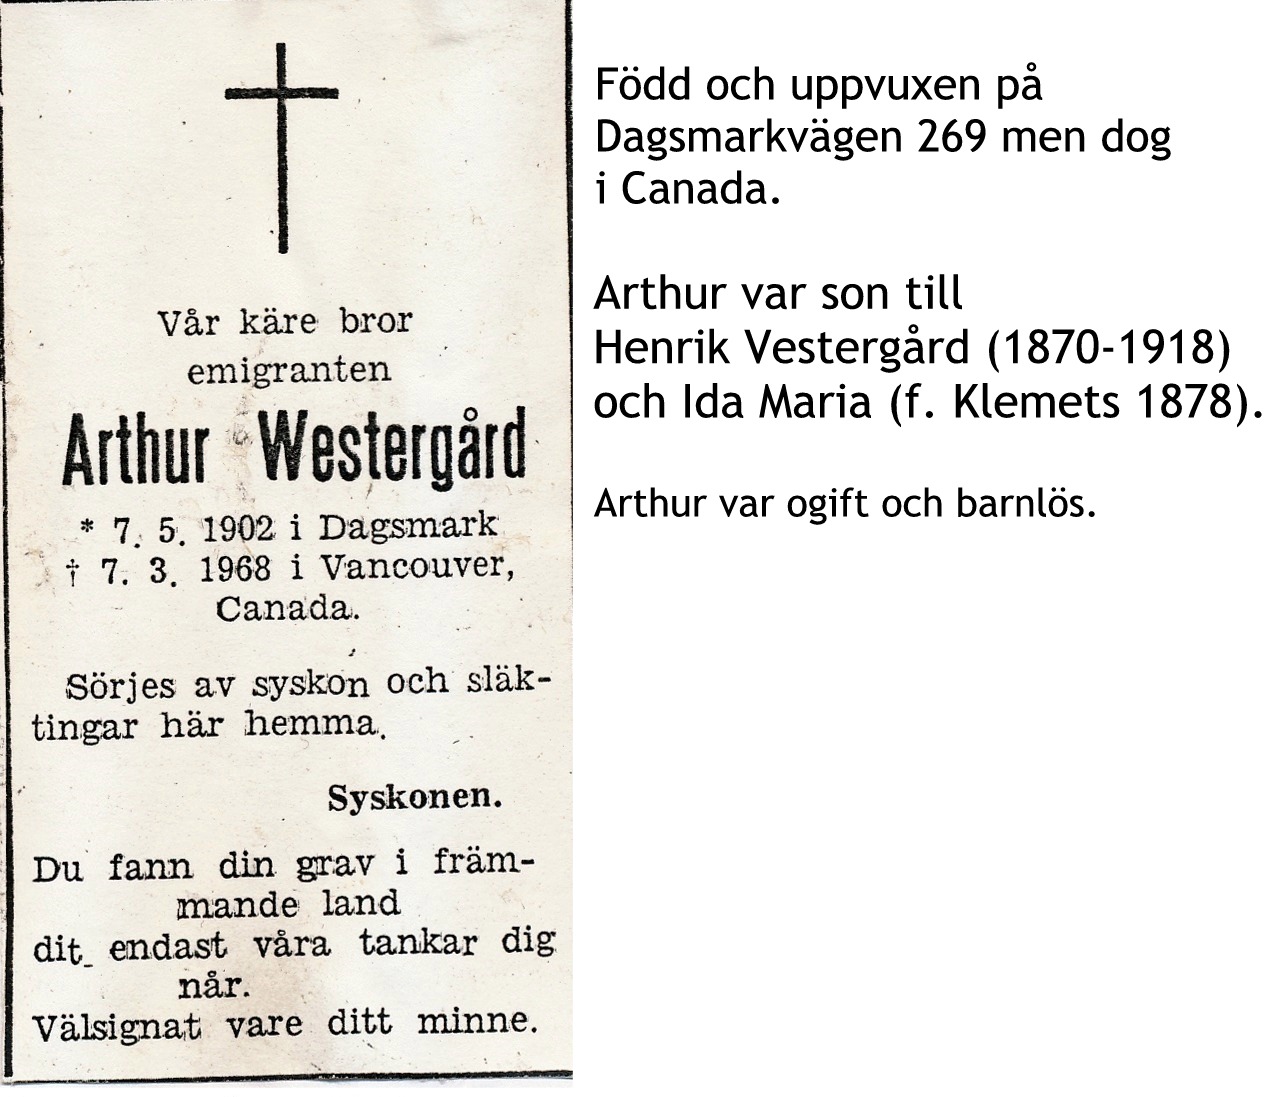 Vår käre bror
emigranten
Arthur Westergård
* 7. 5. 1902 i Dagsmark
† 7. 3. 1968 i Vancouver,
Canada.
Sörjes av syskon och släk-
tingar här hemma.
Syskonen.
Du fann din grav i främ-
mande land
dit endast våra tankar dig
når.
Välsignat vare ditt minne.
Född och uppvuxen på
Dagsmarkvägen 269 men dog
i Canada.
Arthur var son till
Henrik Vestergård (1870-1918)
och Ida Maria (f. Klemets 1878).
Arthur var ogift och barnlös.